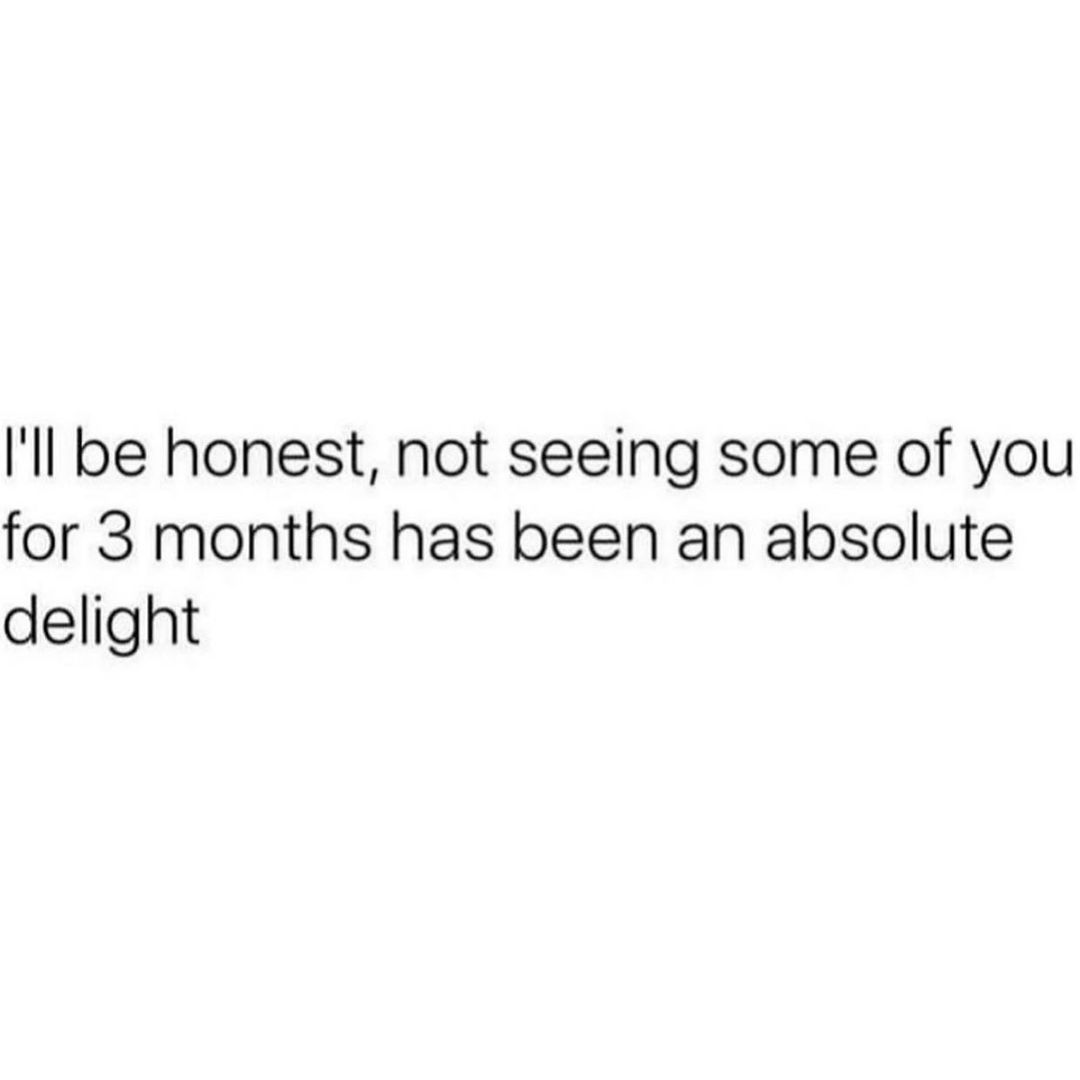 I'll be honest, not seeing some of you
for 3 months has been an absolute
delight